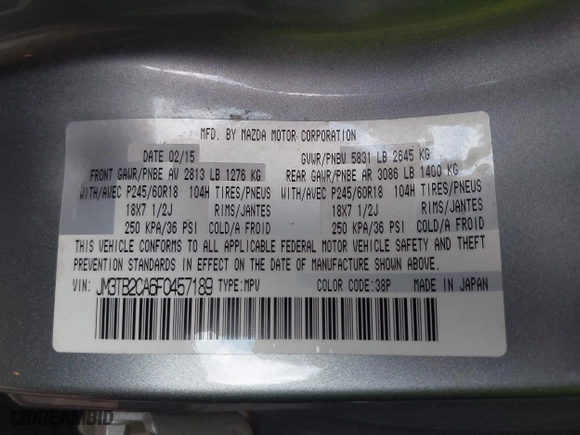 MFD. BY MAZDA MOTOR CORPORATION
DATE 02/15 GVWR/PNBV 5831 LB 2645 KG
FRONT GAWR/PNBE AV 2813 LB 1276 KG REAR GAWR/PNBE AR 3086 LB 1400 KG
WITH/AVEC P245/60R18 104H TIRES/PNEUS WITH/AVEC P245/60R18 104H TIRES/PNEUS
18X7 1/2J RIMS/JANTES 18X7 1/2J RIMS/JANTES
250 KPA/36 PSI COLD/A FROID 250 KPA/36 PSI COLD/A FROID
THIS VEHICLE CONFORMS TO ALL APPLICABLE FEDERAL MOTOR VEHICLE SAFETY AND THEFT
PREVENTION STANDARDS IN EFFECT ON THE DATE OF MANUFACTURE SHOWN ABOVE.
VIN: JM3TB2CA6F0457189 TYPE:MPV COLOR CODE:38P MADE IN JAPAN
DREAMBID